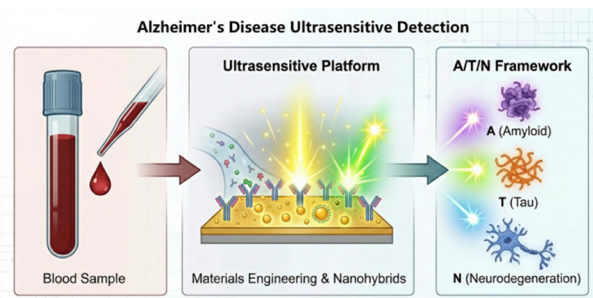 Alzheimer's Disease Ultrasensitive Detection
Blood Sample
Ultrasensitive Platform
Materials Engineering & Nanohybrids
A/T/N Framework
A (Amyloid)
T (Tau)
N (Neurodegeneration)